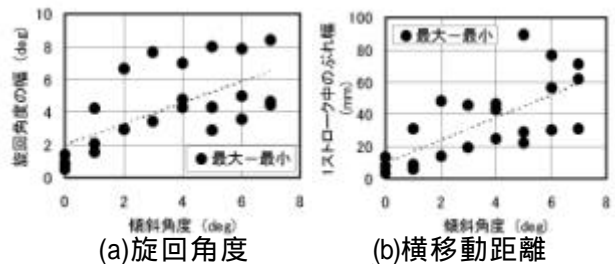 旋回角度の幅 (deg)
10
8
6
4
2
0
0 2 4 6 8
●最大－最小
傾斜角度 (deg)
(a)旋回角度
1ストローク中のぶれ幅
(mm)
100
80
60
40
20
0
0 2 4 6 8
●最大－最小
傾斜角度 (deg)
(b)横移動距離